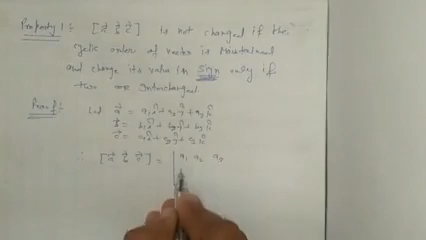 Property 1:- [a⃗ b⃗ c⃗] is not changed if the
cyclic order of vector is Maintained
and change its value in sign only if
two are Interchanged
Proof:- Let a⃗ = a₁î + a₂ĵ + a₃k̂
b⃗ = b₁î + b₂ĵ + b₃k̂
c⃗ = c₁î + c₂ĵ + c₃k̂
∴ [a⃗ b⃗ c⃗] = | a₁ a₂ a₃